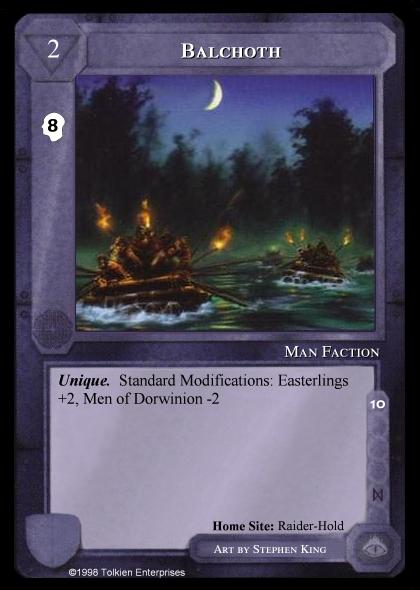 2
BALCHOTH
8
MAN FACTION
Unique. Standard Modifications: Easterlings
+2, Men of Dorwinion -2
10
Home Site: Raider-Hold
ART BY STEPHEN KING
©1998 Tolkien Enterprises